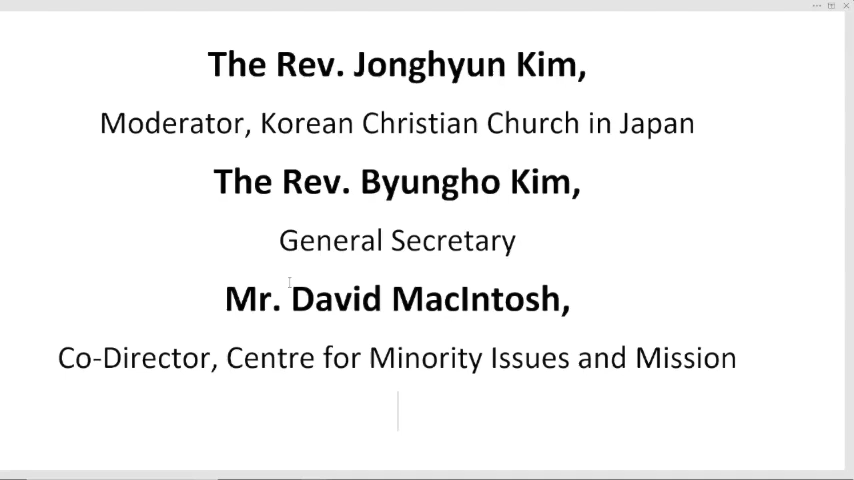 The Rev. Jonghyun Kim,
Moderator, Korean Christian Church in Japan
The Rev. Byungho Kim,
General Secretary
Mr. David MacIntosh,
Co-Director, Centre for Minority Issues and Mission